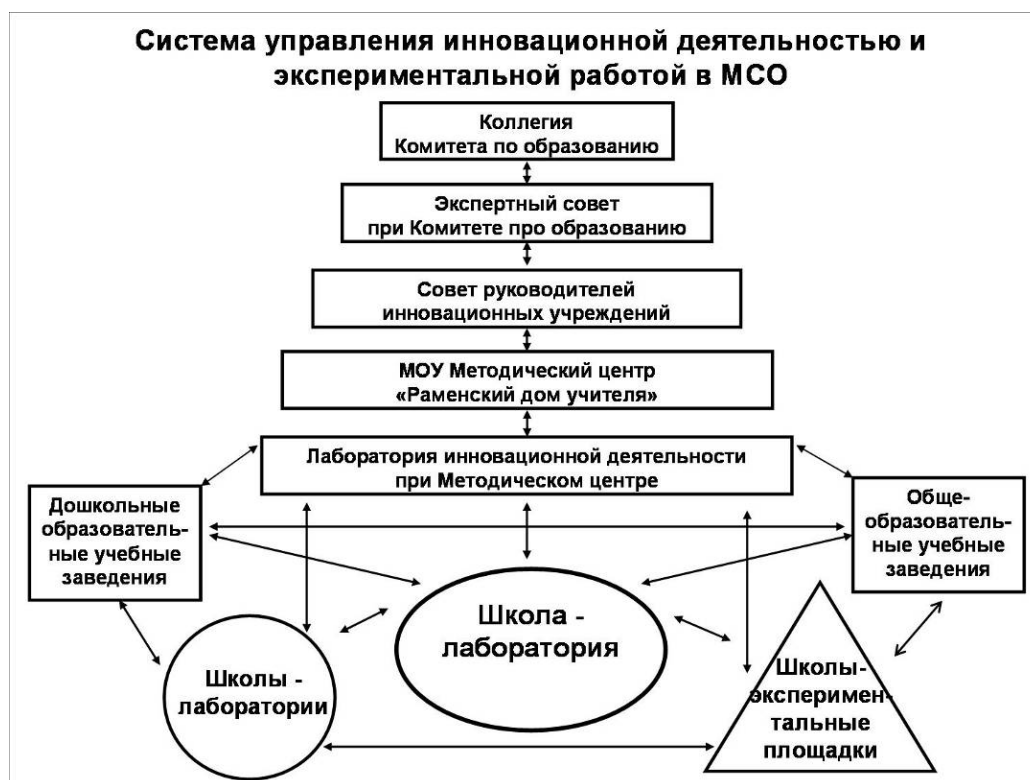 Система управления инновационной деятельностью и
экспериментальной работой в МСО
Коллегия
Комитета по образованию
Экспертный совет
при Комитете про образованию
Совет руководителей
инновационных учреждений
МОУ Методический центр
«Раменский дом учителя»
Лаборатория инновационной деятельности
при Методическом центре
Дошкольные
образователь-
ные учебные
заведения
Обще-
образователь-
ные учебные
заведения
Школа -
лаборатория
Школы -
лаборатории
Школы-
эксперимен-
тальные
площадки